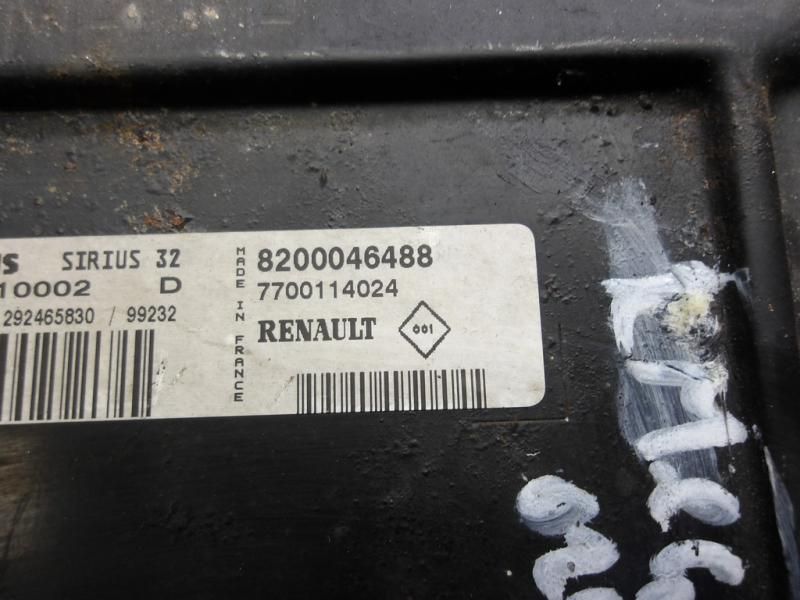 SIRIUS 32
10002 D
292465830 / 99232
MADE IN FRANCE
8200046488
7700114024
RENAULT
001